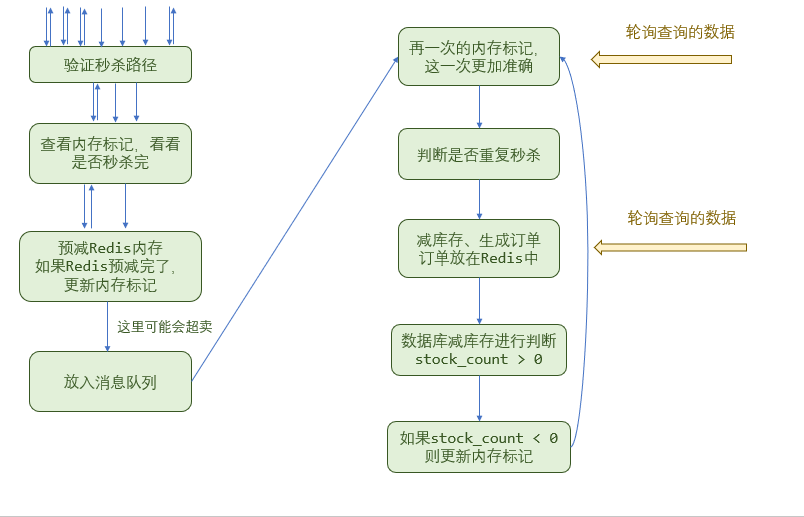 验证秒杀路径
查看内存标记，看看
是否秒杀完
预减Redis内存
如果Redis预减完了，
更新内存标记
这里可能会超卖
放入消息队列
再一次的内存标记，
这一次更加准确
判断是否重复秒杀
减库存、生成订单
订单放在Redis中
数据库减库存进行判断
stock_count > 0
如果stock_count < 0
则更新内存标记
轮询查询的数据
轮询查询的数据